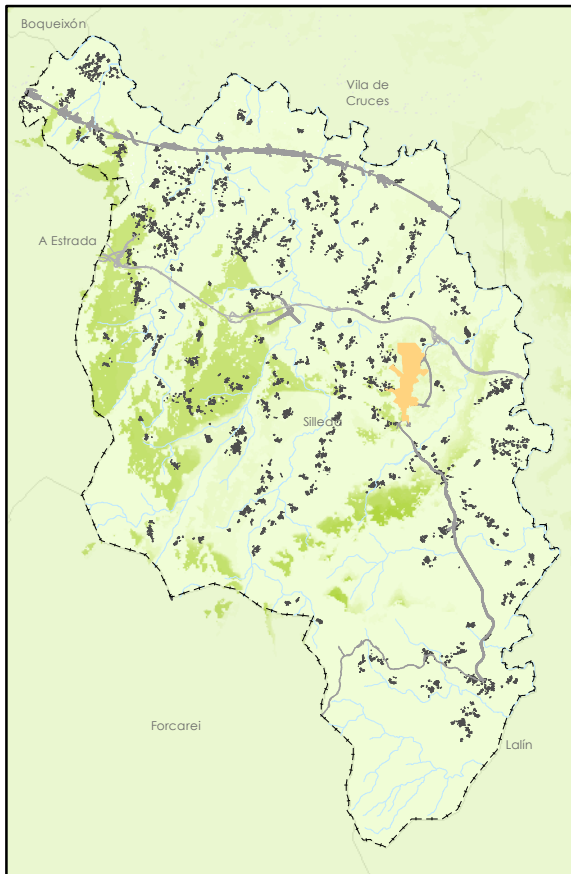 Boqueixón
Vila de
Cruces
A Estrada
Silleda
Forcarei
Lalín